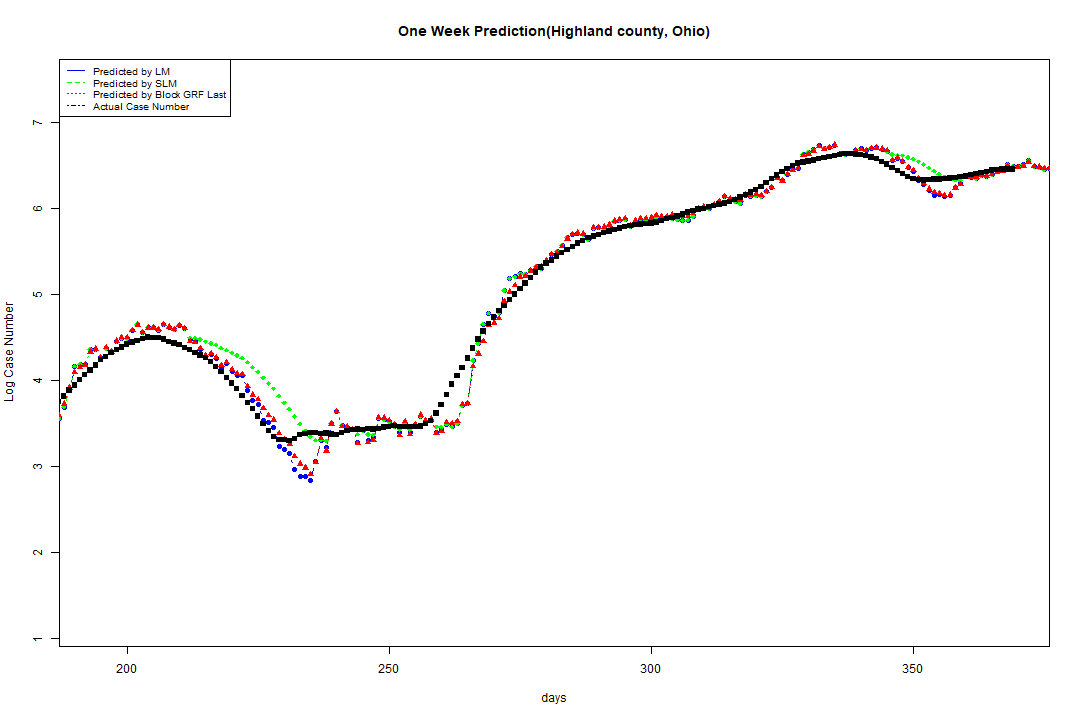 One Week Prediction(Highland county, Ohio)
Predicted by LM
Predicted by SLM
Predicted by Block GRF Last
Actual Case Number
7
6
5
4
3
2
1
Log Case Number
200 250 300 350
days